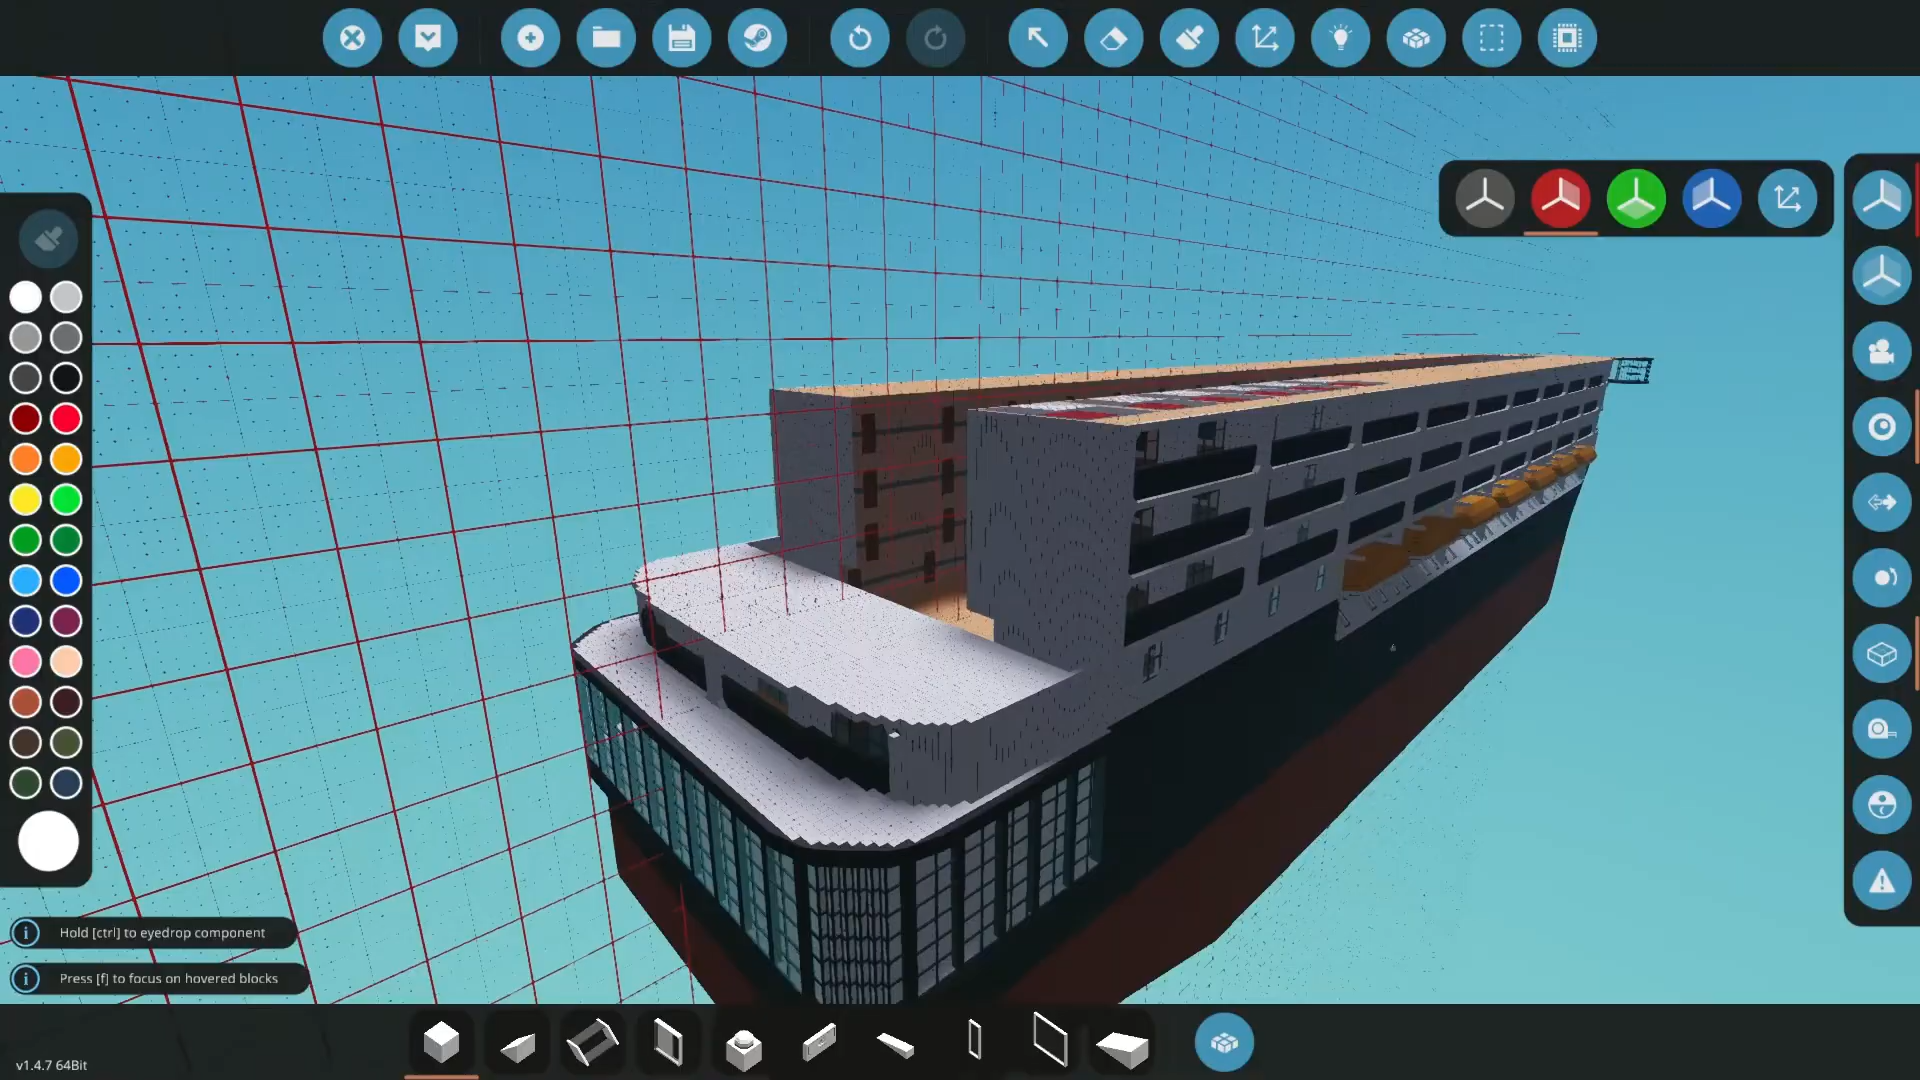 Hold [ctrl] to eyedrop component
Press [f] to focus on hovered blocks
v1.4.7 64Bit